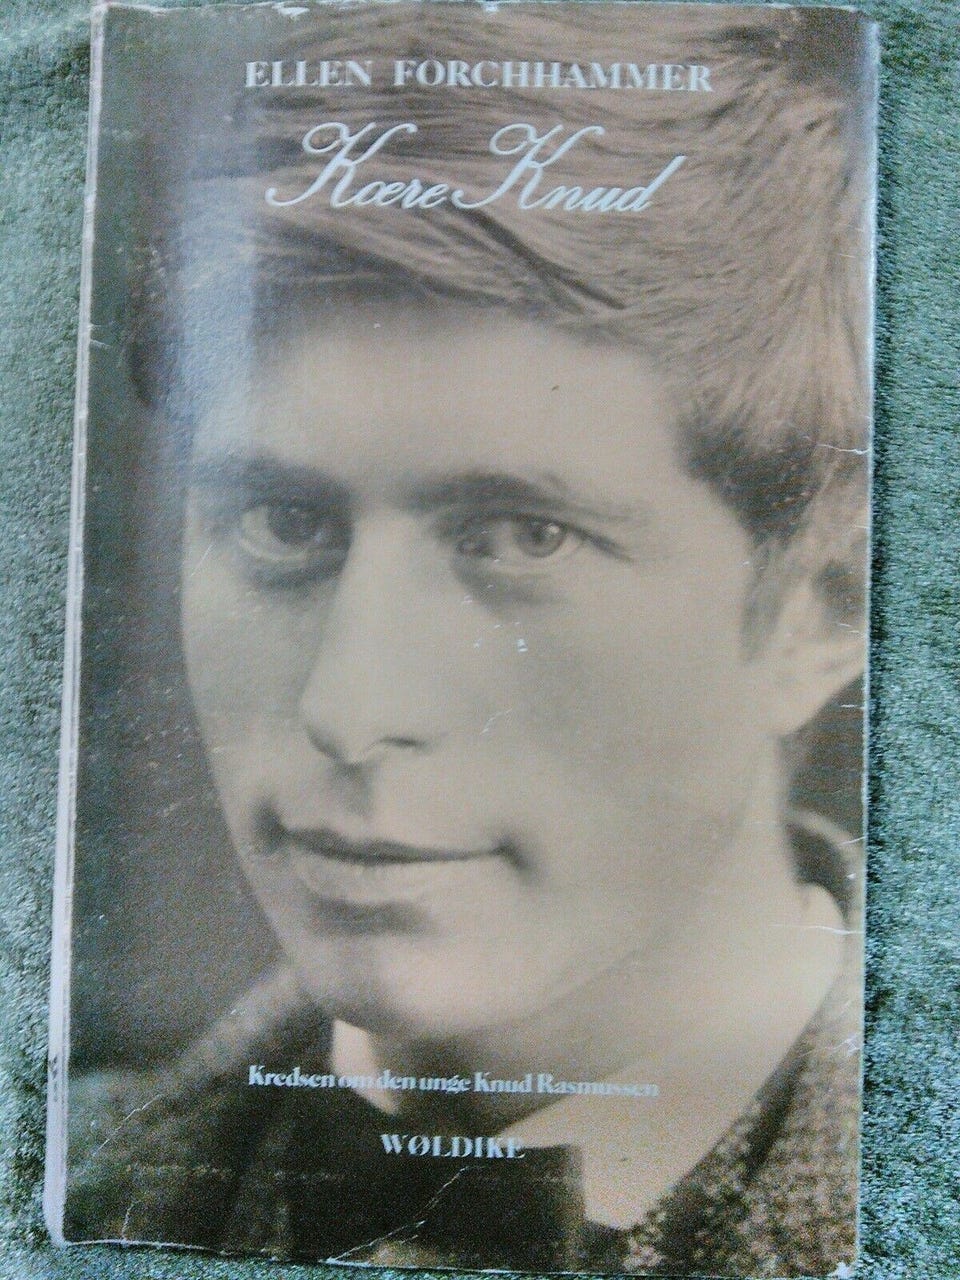 ELLEN FORCHHAMMER
Kære Knud
Kredsen om den unge Knud Rasmussen
WØLDIKE